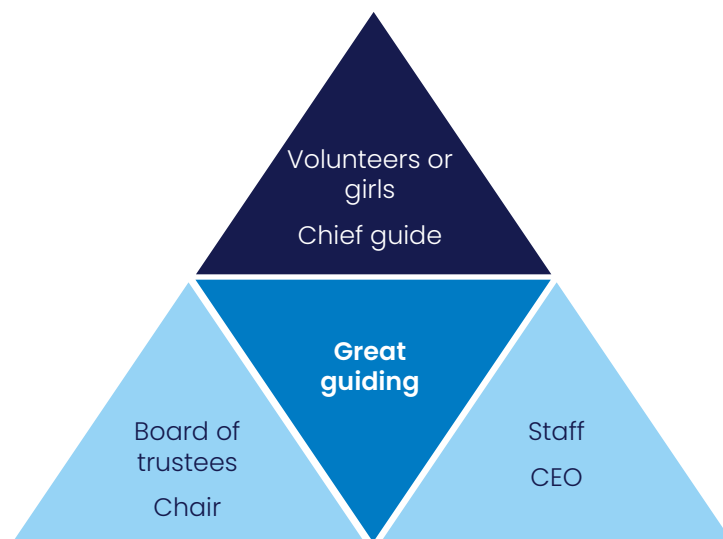 Volunteers or
girls
Chief guide
Great
guiding
Board of
trustees
Chair
Staff
CEO